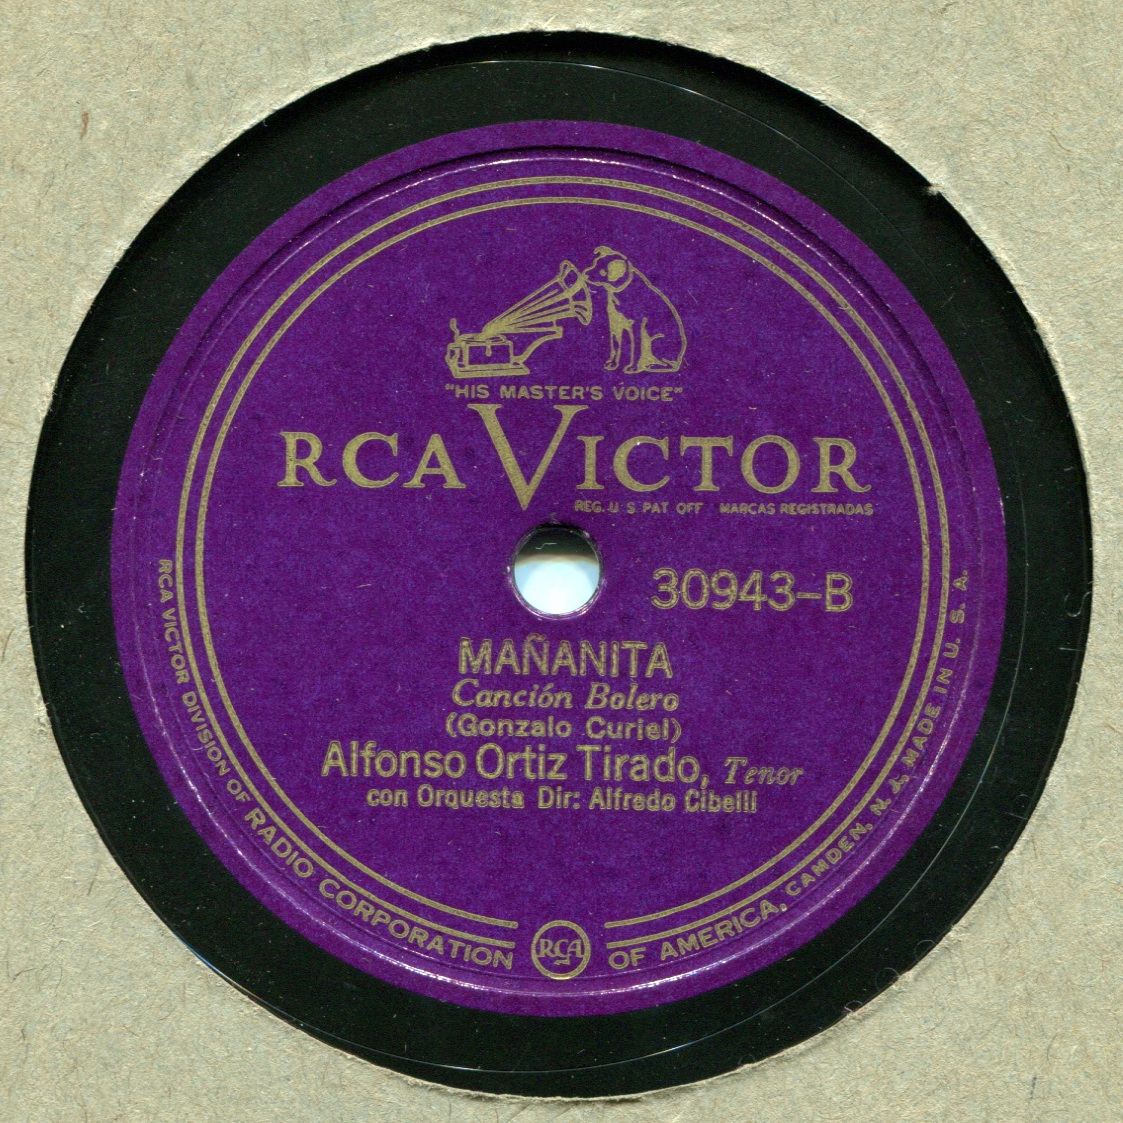 "HIS MASTER'S VOICE"
RCA VICTOR
REG. U S PAT OFF MARCAS REGISTRADAS
30943-B
MAÑANITA
Canción Bolero
(Gonzalo Curiel)
Alfonso Ortiz Tirado, Tenor
con Orquesta Dir: Alfredo Cibelli
RCA VICTOR DIVISION OF RADIO CORPORATION OF AMERICA, CAMDEN, N. J. MADE IN U. S. A.
RCA